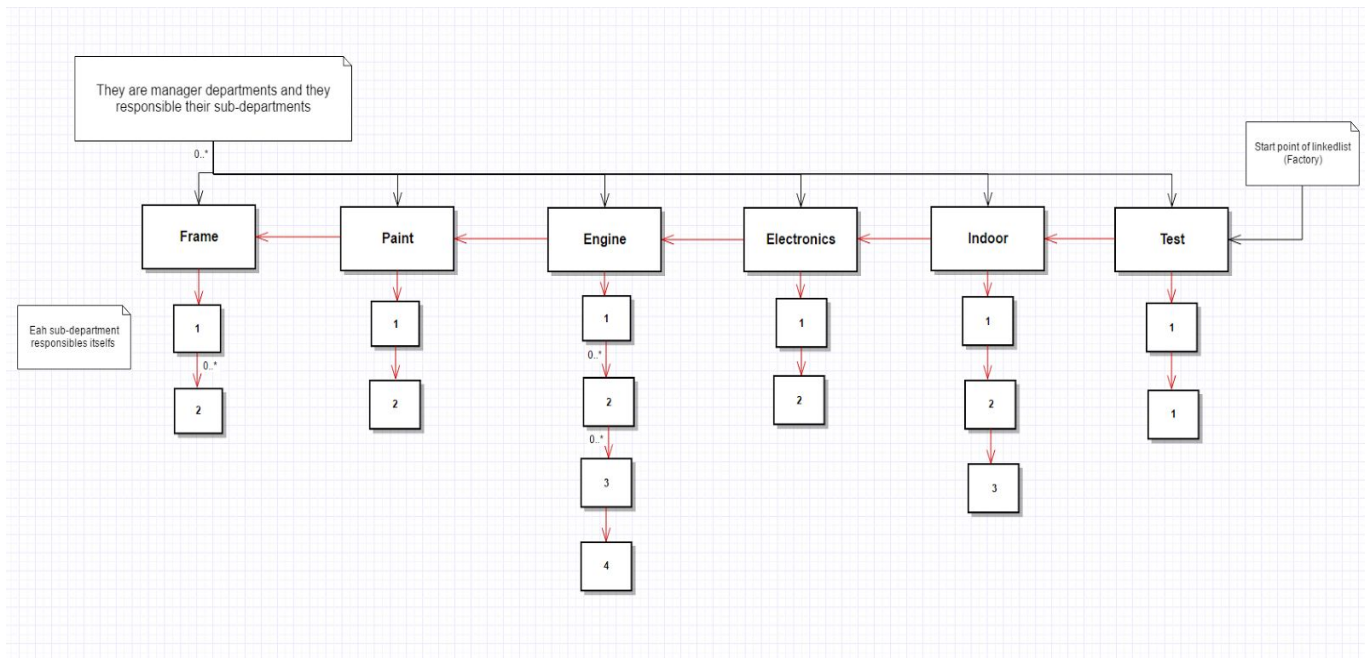 They are manager departments and they
responsible their sub-departments
Start point of linkedlist
(Factory)
0..*
Frame
Paint
Engine
Electronics
Indoor
Test
Eah sub-department
responsibles itselfs
1
0..*
2
1
2
1
0..*
2
0..*
3
4
1
2
1
2
3
1
1